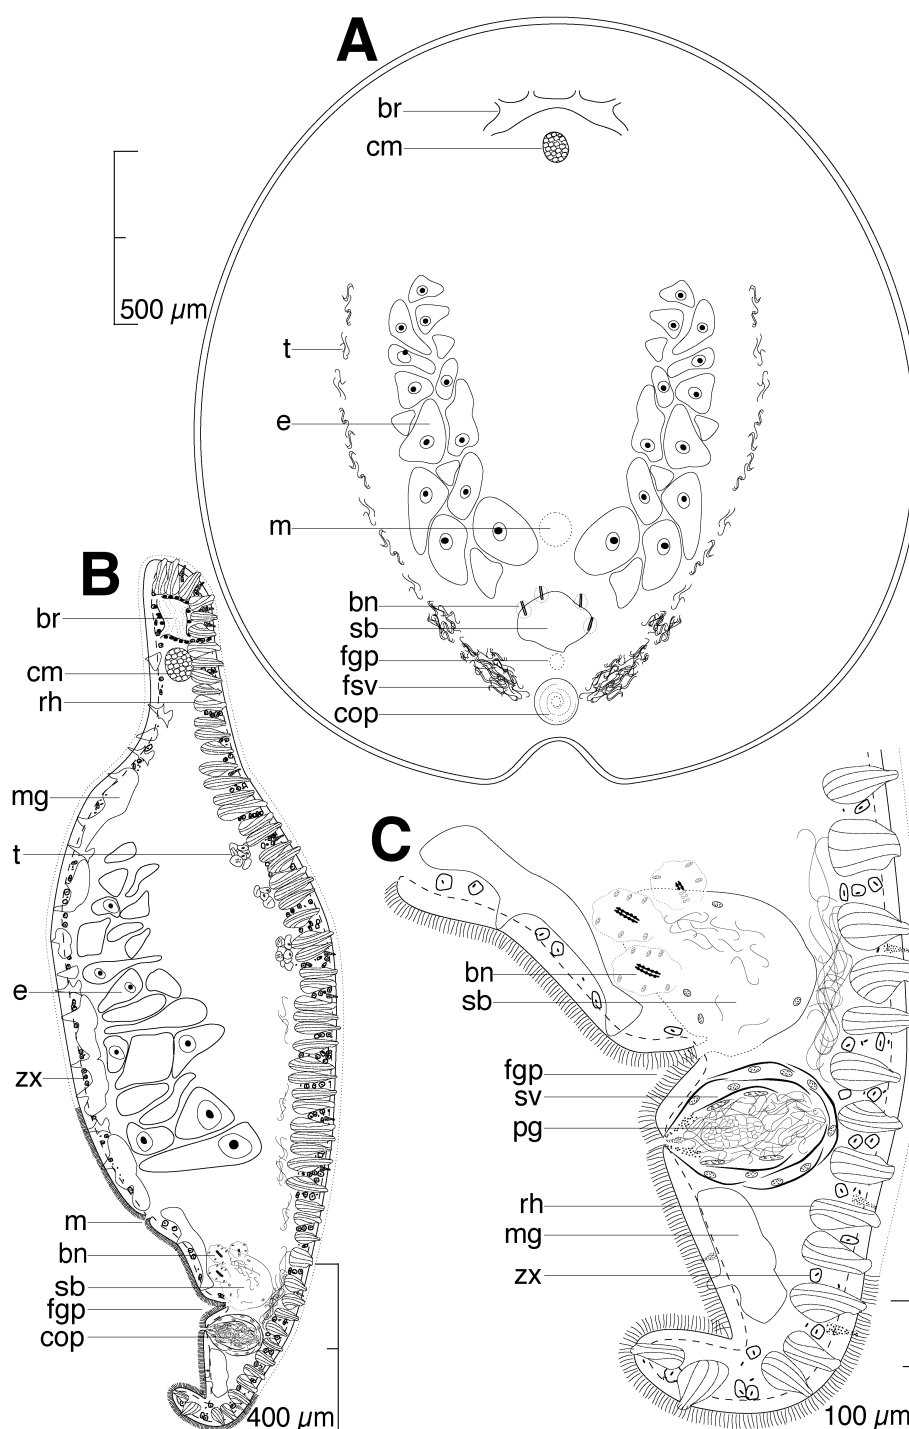 A
br
cm
500 µm
t
e
m
bn
sb
fgp
fsv
cop
B
br
cm
rh
mg
t
e
zx
m
bn
sb
fgp
cop
400 µm
C
bn
sb
fgp
sv
pg
rh
mg
zx
100 µm